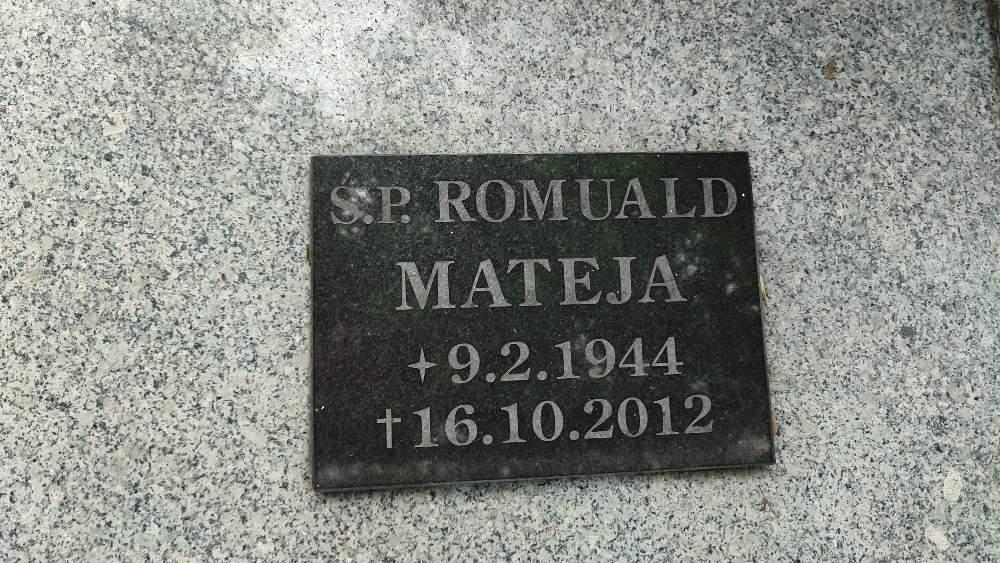 Ś.P. ROMUALD
MATEJA
✦9.2.1944
†16.10.2012